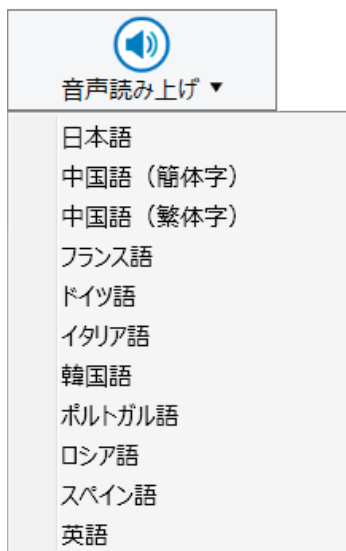 音声読み上げ ▼
日本語
中国語（簡体字）
中国語（繁体字）
フランス語
ドイツ語
イタリア語
韓国語
ポルトガル語
ロシア語
スペイン語
英語